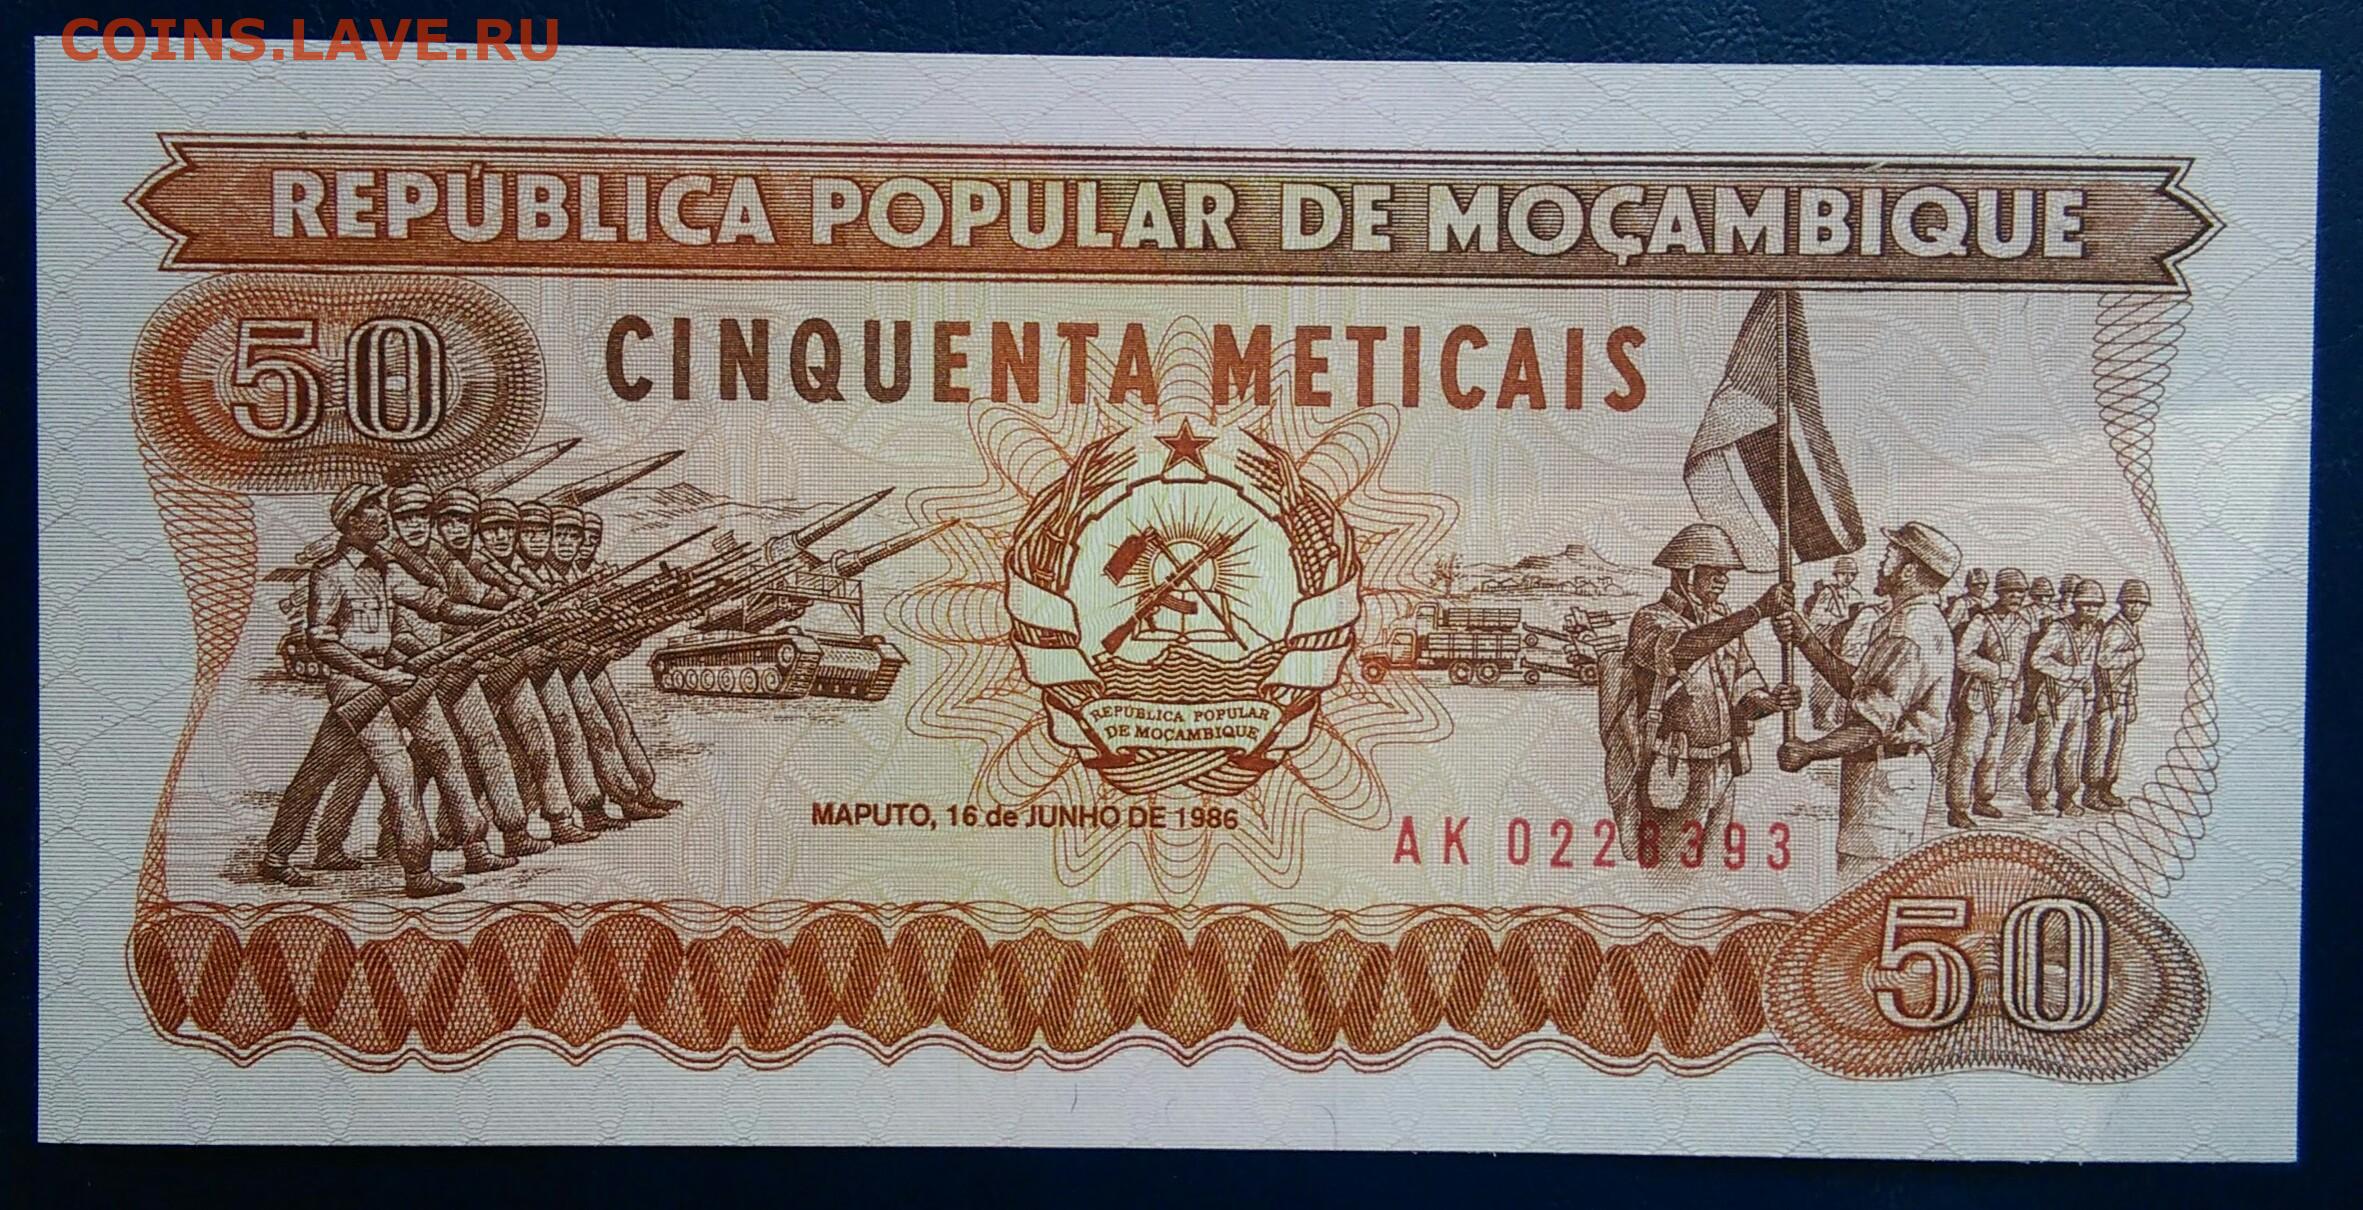 COINS.LAVE.RU
REPÚBLICA POPULAR DE MOÇAMBIQUE
50
CINQUENTA METICAIS
REPÚBLICA POPULAR
DE MOÇAMBIQUE
MAPUTO, 16 de JUNHO DE 1986
AK 0228393
50